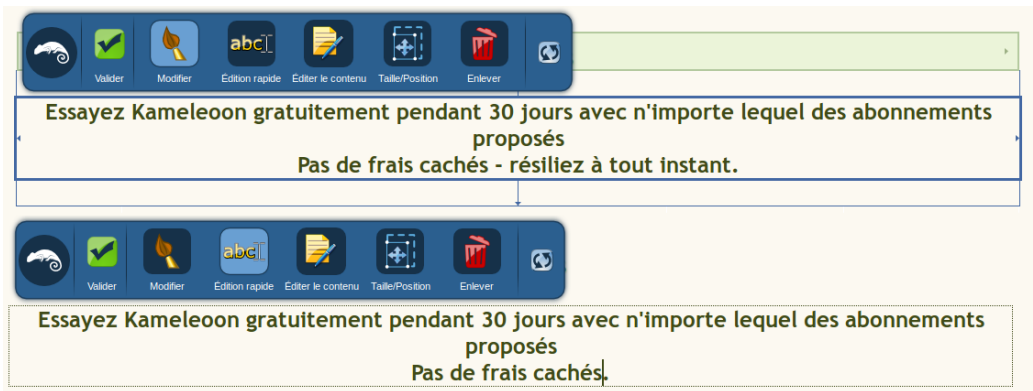 abc
Valider Modifier Édition rapide Éditer le contenu Taille/Position Enlever
Essayez Kameleoon gratuitement pendant 30 jours avec n'importe lequel des abonnements
proposés
Pas de frais cachés - résiliez à tout instant.
abc
Valider Modifier Édition rapide Éditer le contenu Taille/Position Enlever
Essayez Kameleoon gratuitement pendant 30 jours avec n'importe lequel des abonnements
proposés
Pas de frais cachés.